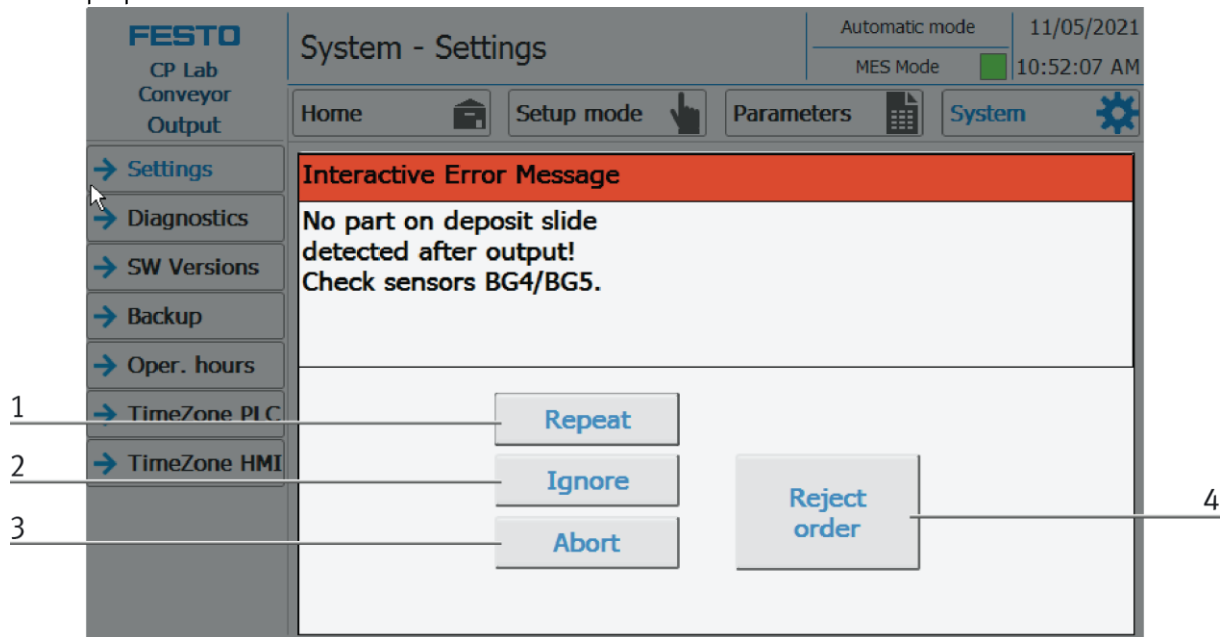 FESTO
CP Lab
Conveyor
Output
System - Settings
Automatic mode
MES Mode
11/05/2021
10:52:07 AM
Home
Setup mode
Parameters
System
Settings
Diagnostics
SW Versions
Backup
Oper. hours
TimeZone PLC
TimeZone HMI
Interactive Error Message
No part on deposit slide
detected after output!
Check sensors BG4/BG5.
1
Repeat
2
Ignore
3
Abort
Reject
order
4